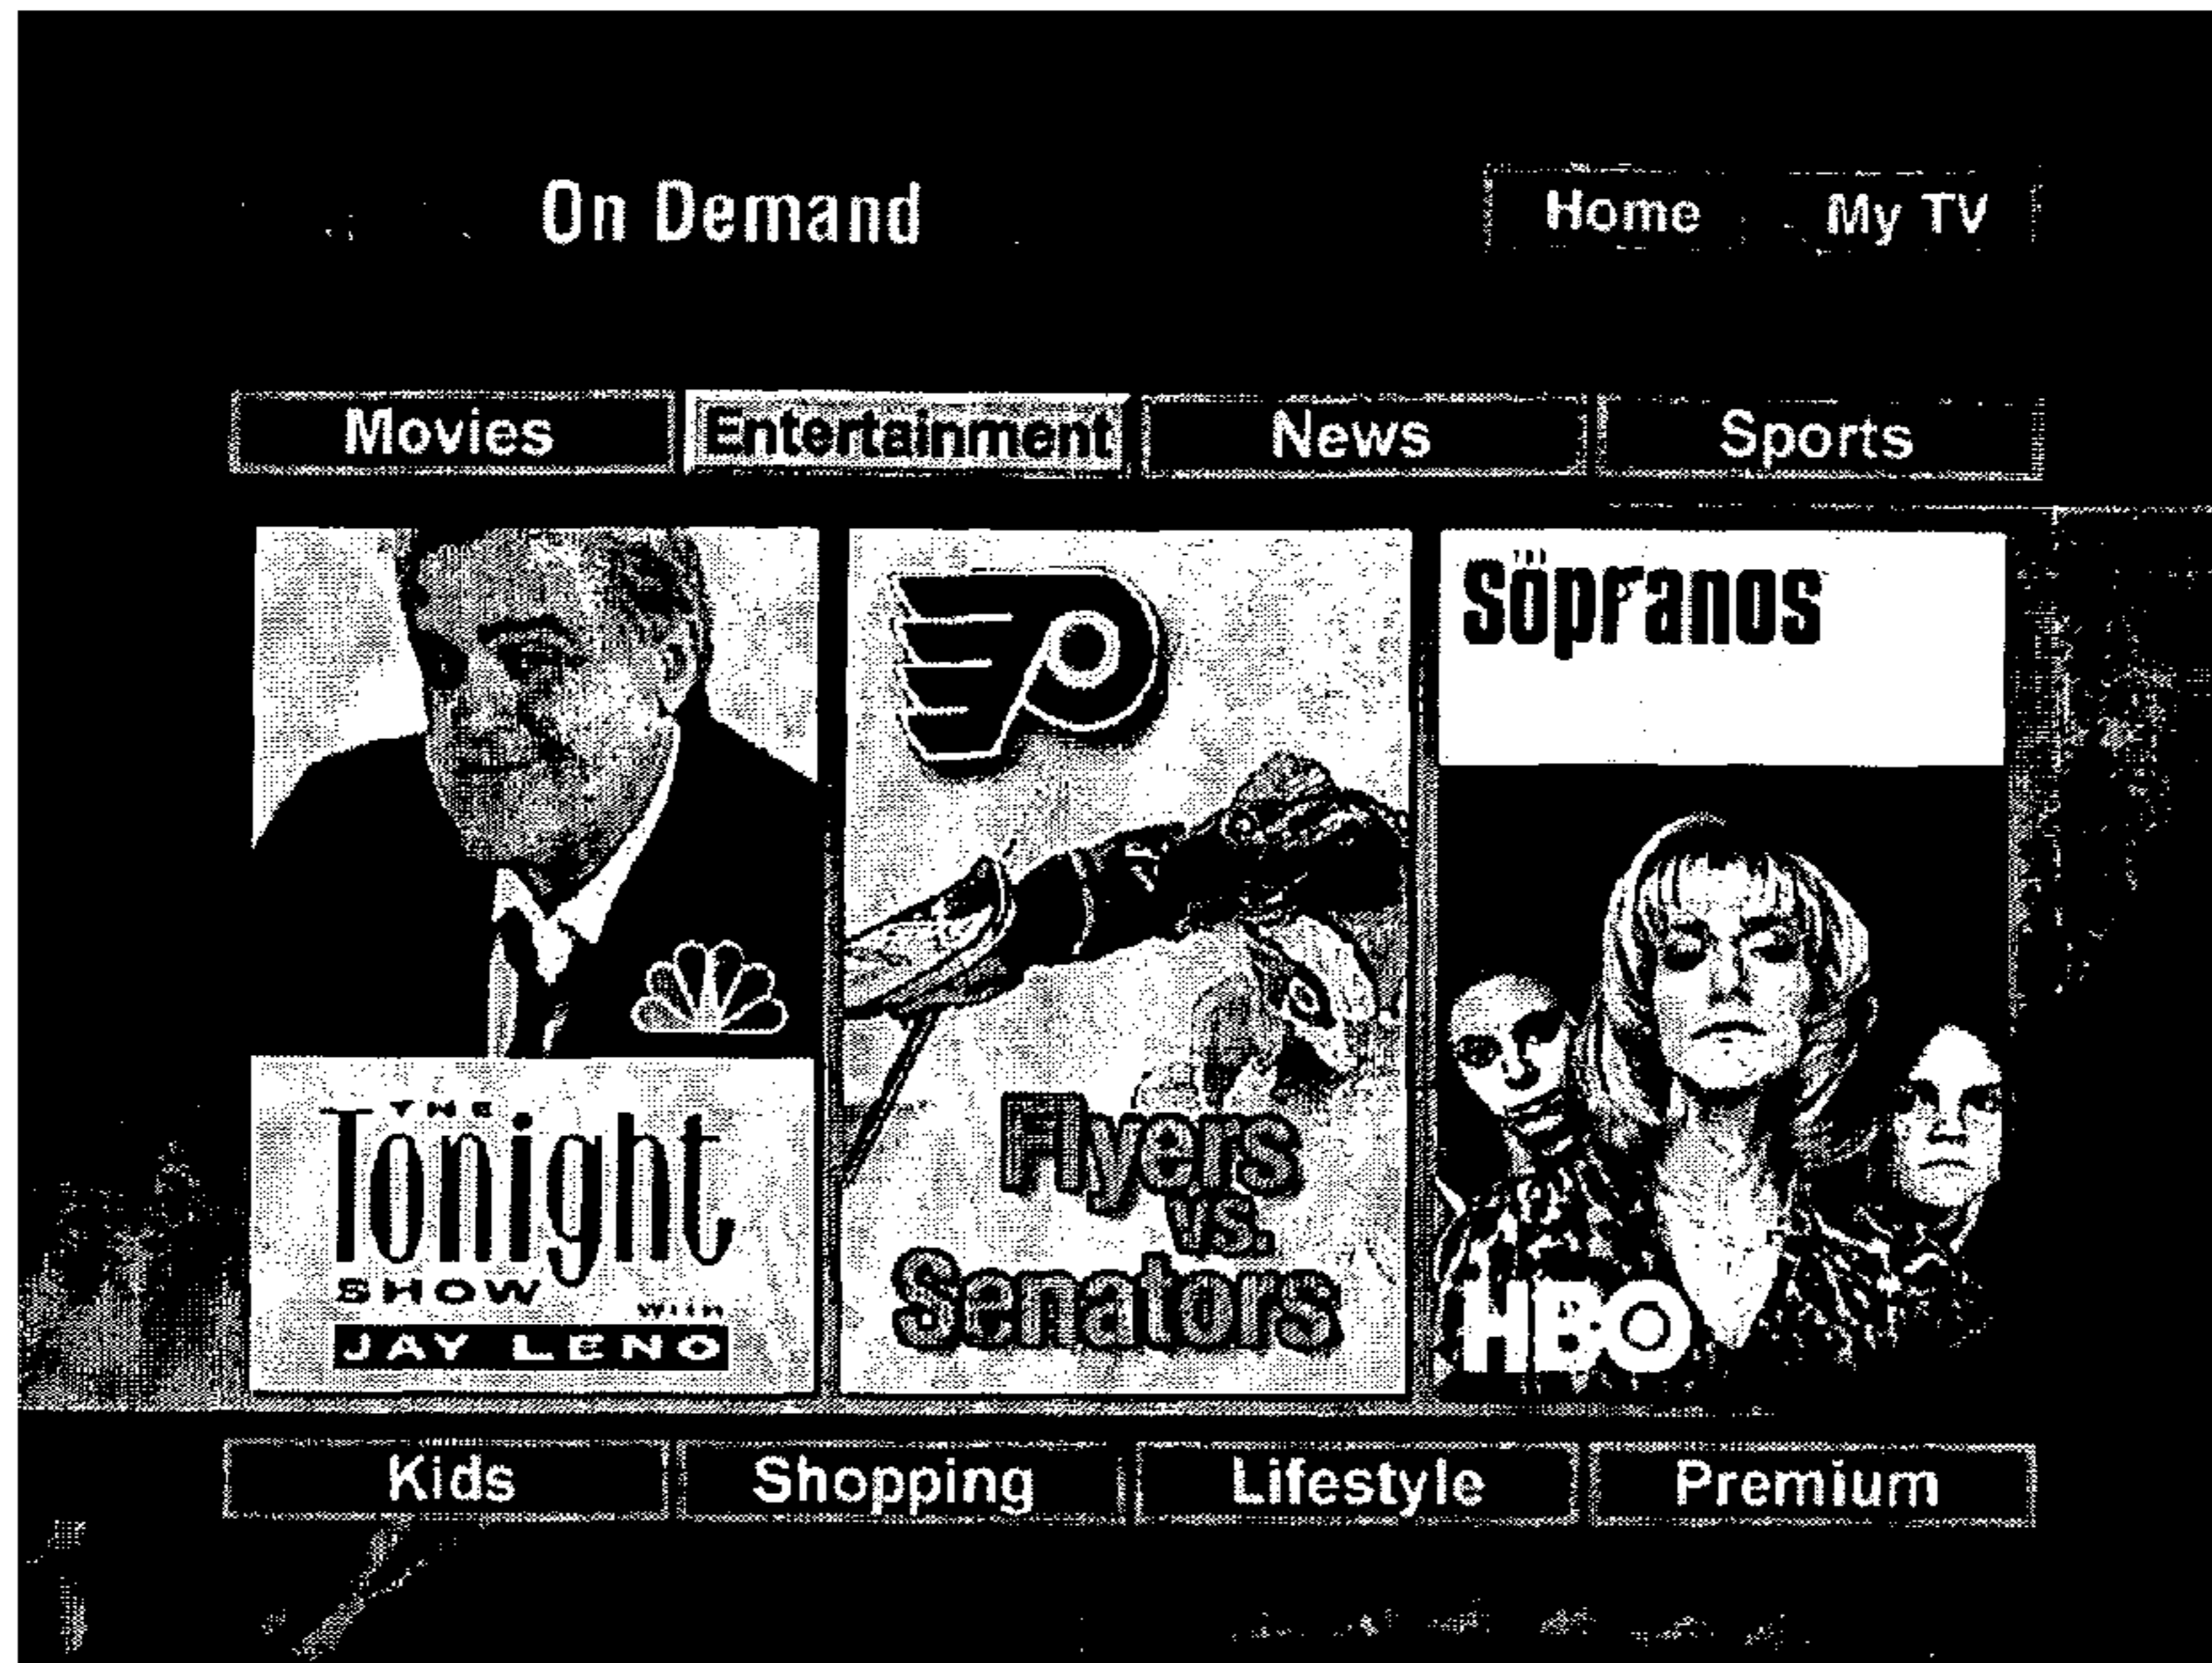 On Demand
Home My TV
Movies Entertainment News Sports
THE
Tonight
SHOW
WITH
JAY LENO
Flyers
vs.
Senators
THE
Sopranos
HBO
Kids Shopping Lifestyle Premium